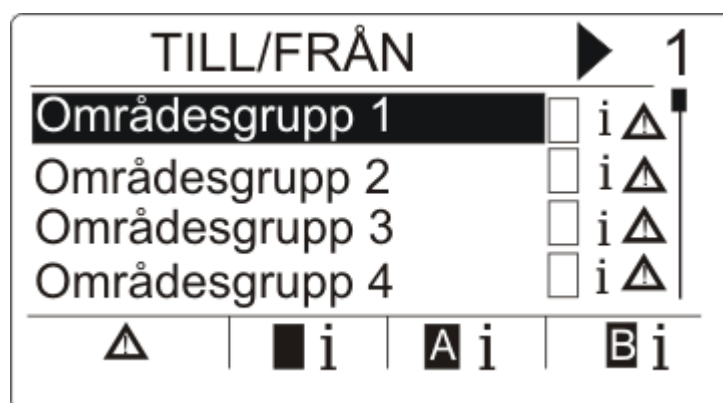 TILL/FRÅN 1
Områdesgrupp 1 i
Områdesgrupp 2 i
Områdesgrupp 3 i
Områdesgrupp 4 i
i A i B i